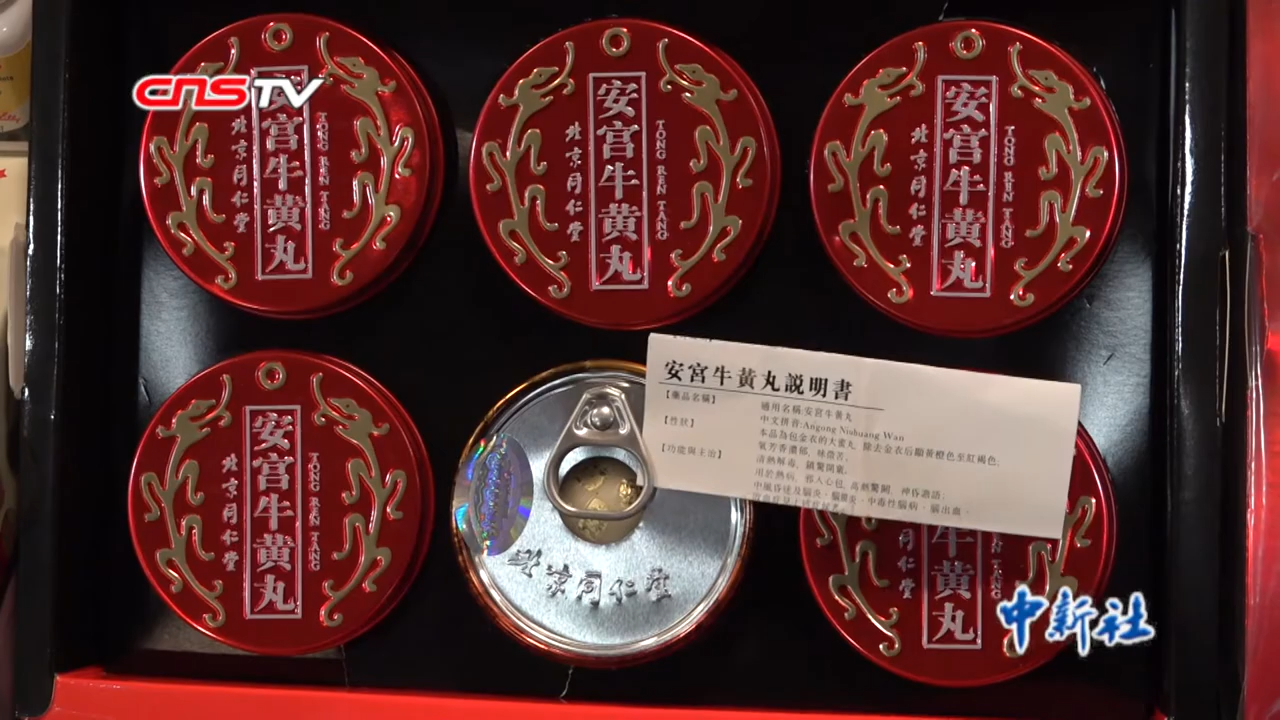 CNSTV
安宮牛黄丸
北京同仁堂
TONG REN TANG
安宮牛黄丸
北京同仁堂
TONG REN TANG
安宮牛黄丸
北京同仁堂
TONG REN TANG
安宮牛黄丸
北京同仁堂
TONG REN TANG
北京同仁堂
安宮牛黃丸説明書
【藥品名稱】
通用名稱:安宮牛黃丸
中文拼音:Angong Niuhuang Wan
【性狀】
本品為包金衣的大蜜丸, 除去金衣后顯黃橙色至紅褐色;
氣芳香濃郁, 味微苦。
【功能與主治】
清熱解毒, 鎮驚開竅。
用於熱病, 邪入心包, 高熱驚厥, 神昏譫語;
中風昏迷及腦炎、腦膜炎、中毒性腦病、腦出血、
牛黄丸
同仁堂
TANG
中新社